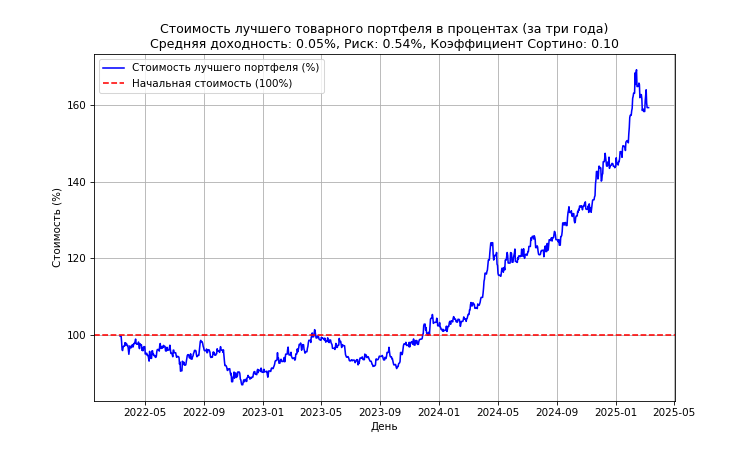 Стоимость лучшего товарного портфеля в процентах (за три года)
Средняя доходность: 0.05%, Риск: 0.54%, Коэффициент Сортино: 0.10
Стоимость лучшего портфеля (%)
Начальная стоимость (100%)
Стоимость (%)
160
140
120
100
2022-05 2022-09 2023-01 2023-05 2023-09 2024-01 2024-05 2024-09 2025-01 2025-05
День